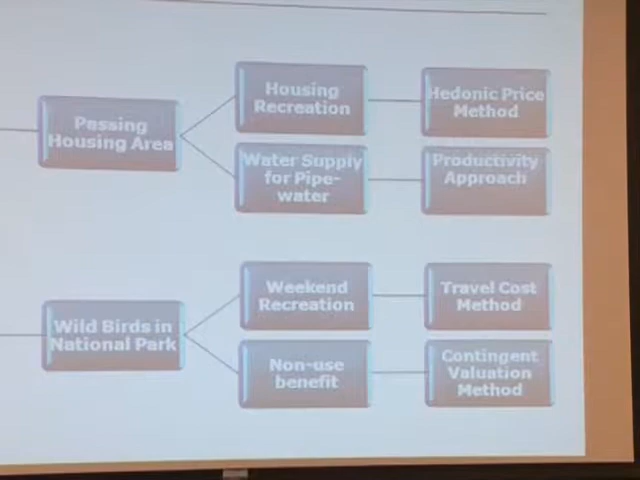 Passing
Housing Area
Housing
Recreation
Hedonic Price
Method
Water Supply
for Pipe-
water
Productivity
Approach
Wild Birds in
National Park
Weekend
Recreation
Travel Cost
Method
Non-use
benefit
Contingent
Valuation
Method